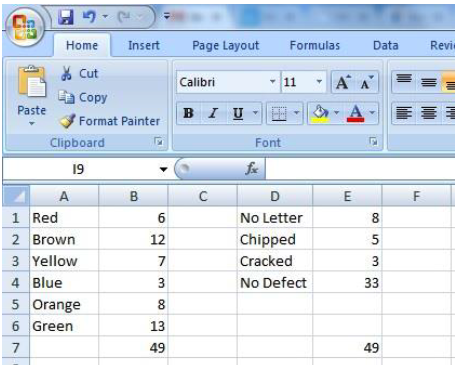 Home Insert Page Layout Formulas Data Revi
Cut
Copy
Format Painter
Paste
Calibri 11 A A
B I U A
Clipboard Font
I9 fx
A B C D E F
1 Red 6 No Letter 8
2 Brown 12 Chipped 5
3 Yellow 7 Cracked 3
4 Blue 3 No Defect 33
5 Orange 8
6 Green 13
7 49 49